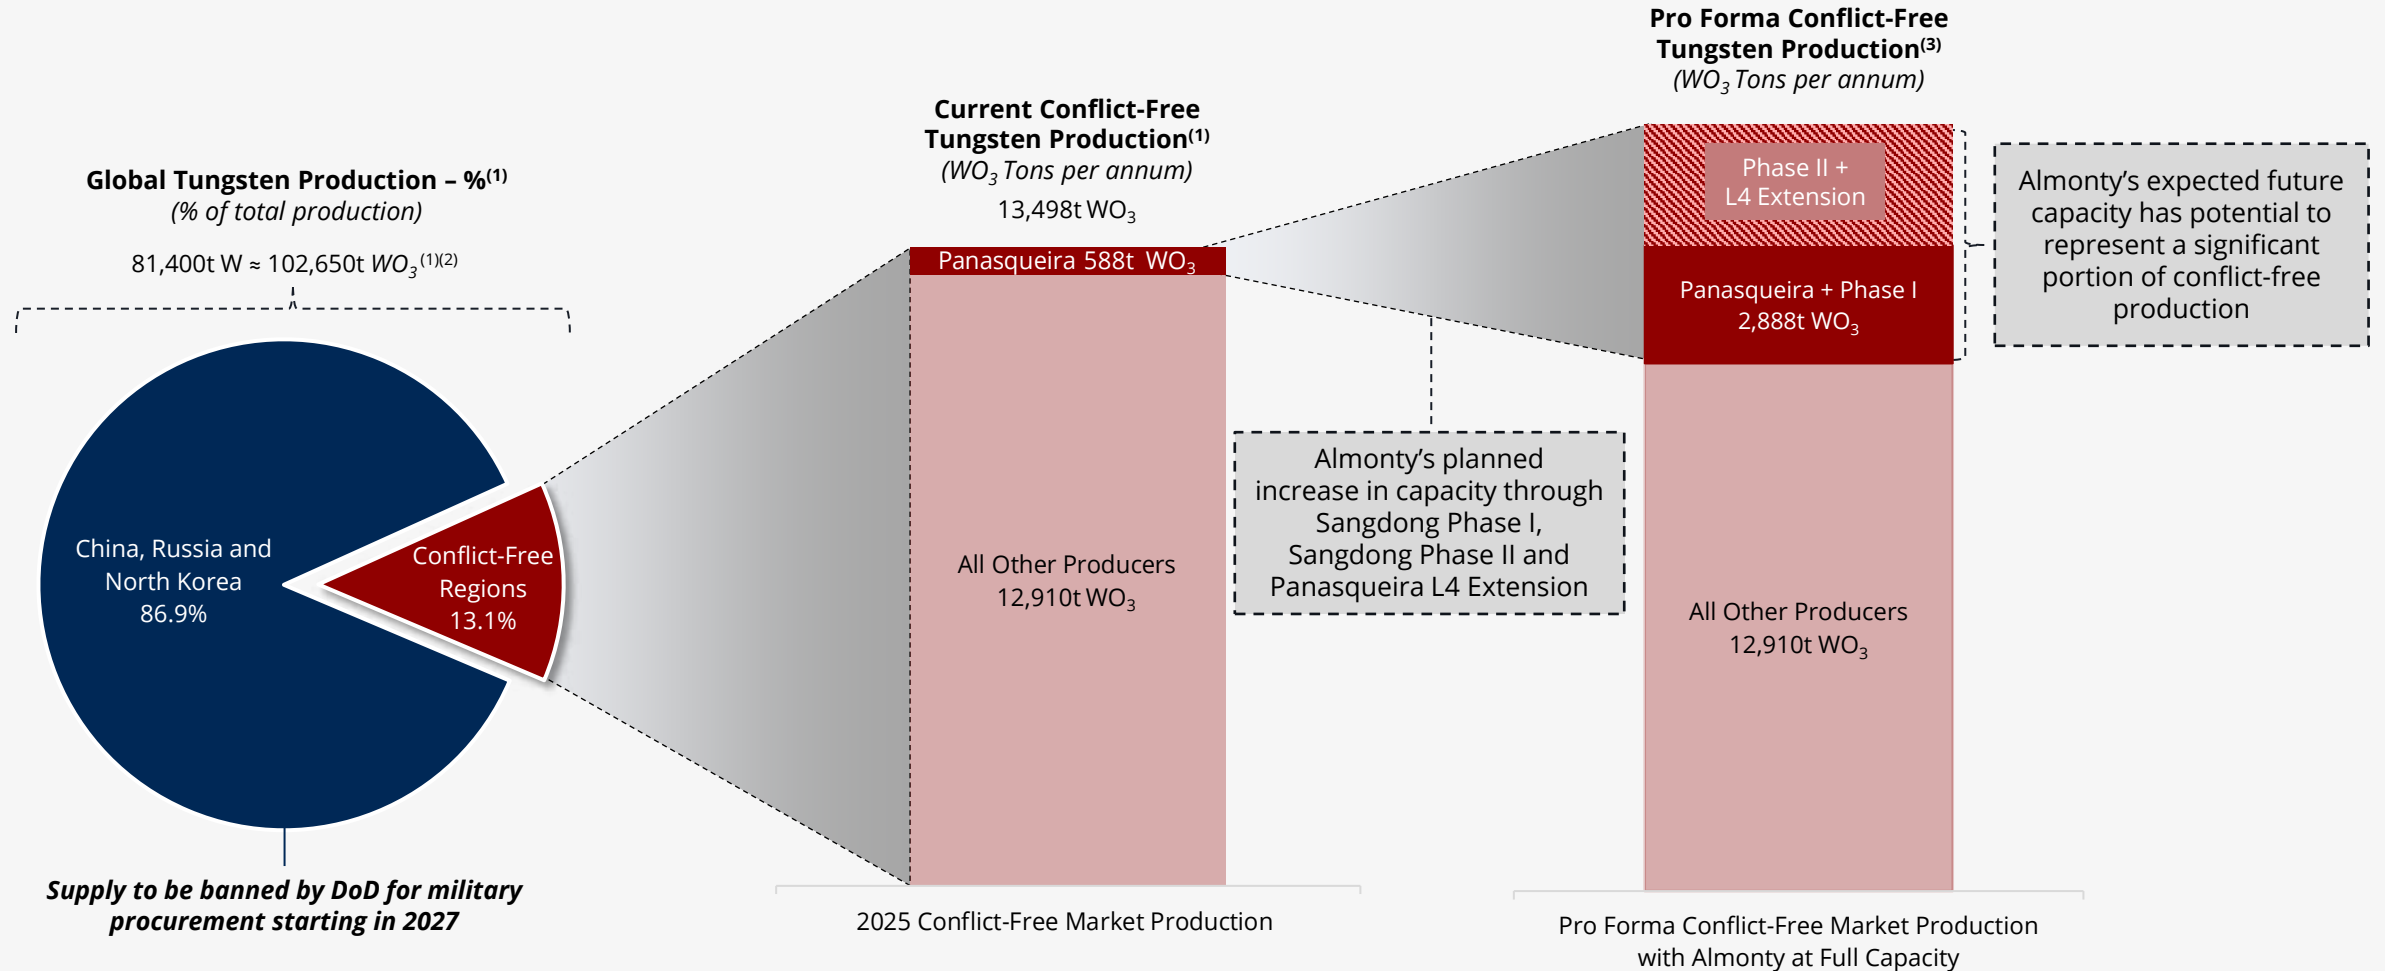 Global Tungsten Production – %(1)
(% of total production)
81,400t W ≈ 102,650t WO3(1)(2)
China, Russia and
North Korea
86.9%
Conflict-Free
Regions
13.1%
Supply to be banned by DoD for military
procurement starting in 2027
Current Conflict-Free
Tungsten Production(1)
(WO3 Tons per annum)
13,498t WO3
Panasqueira 588t WO3
All Other Producers
12,910t WO3
2025 Conflict-Free Market Production
Almonty’s planned
increase in capacity through
Sangdong Phase I,
Sangdong Phase II and
Panasqueira L4 Extension
Pro Forma Conflict-Free
Tungsten Production(3)
(WO3 Tons per annum)
Phase II +
L4 Extension
Panasqueira + Phase I
2,888t WO3
All Other Producers
12,910t WO3
Pro Forma Conflict-Free Market Production
with Almonty at Full Capacity
Almonty’s expected future
capacity has potential to
represent a significant
portion of conflict-free
production